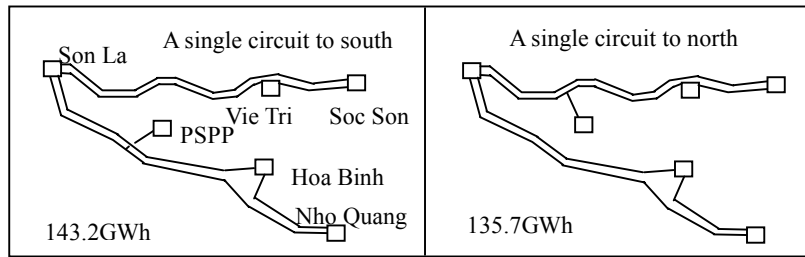 A single circuit to south
Son La
Vie Tri
Soc Son
PSPP
Hoa Binh
Nho Quang
143.2GWh
A single circuit to north
135.7GWh